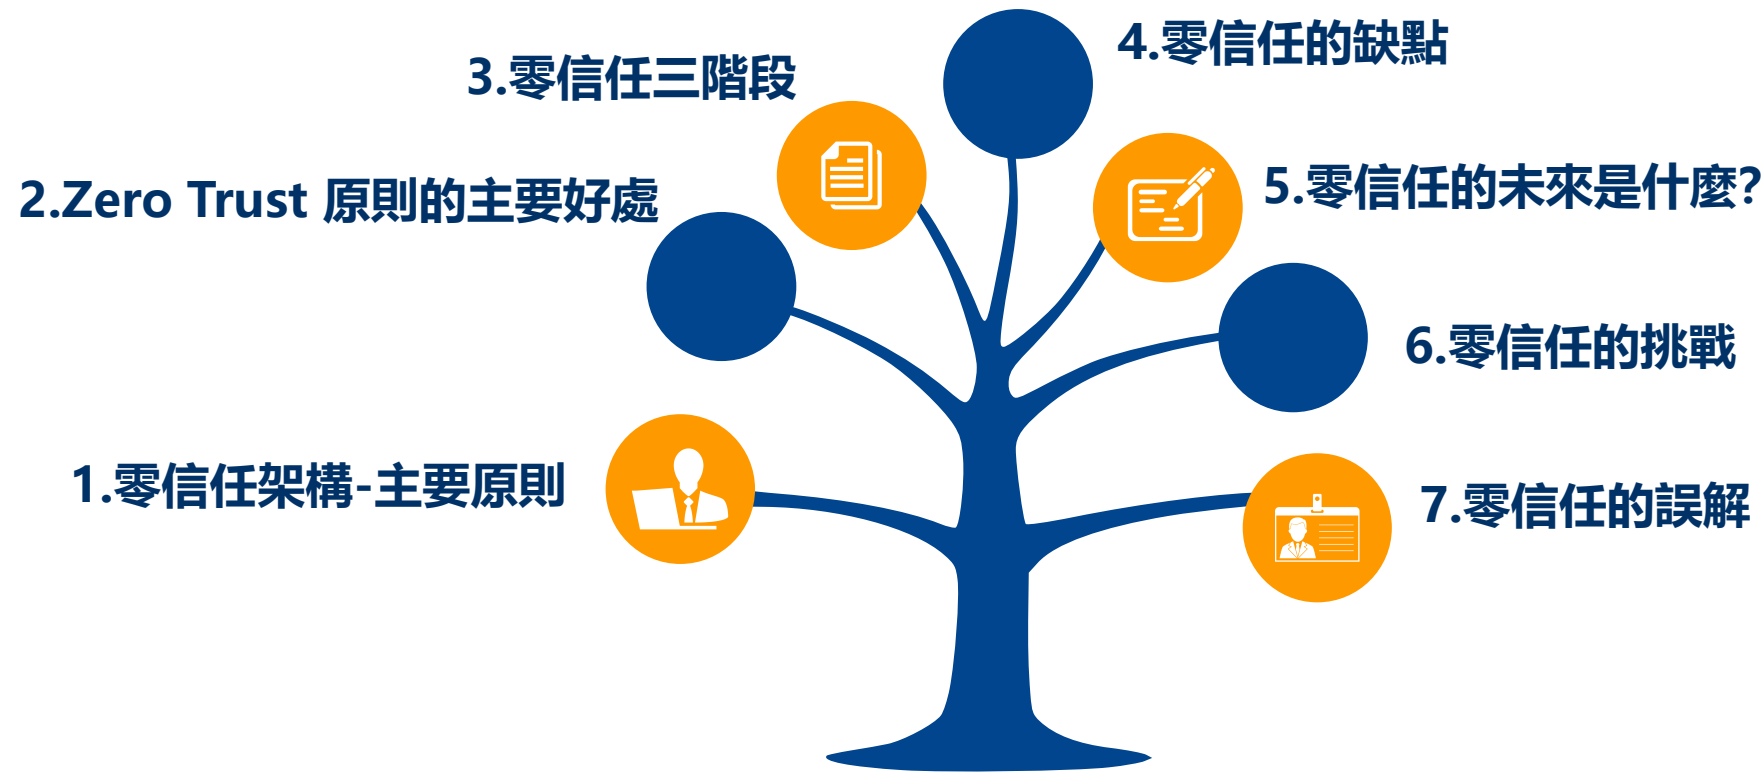 1.零信任架構-主要原則
2.Zero Trust 原則的主要好處
3.零信任三階段
4.零信任的缺點
5.零信任的未來是什麼?
6.零信任的挑戰
7.零信任的誤解